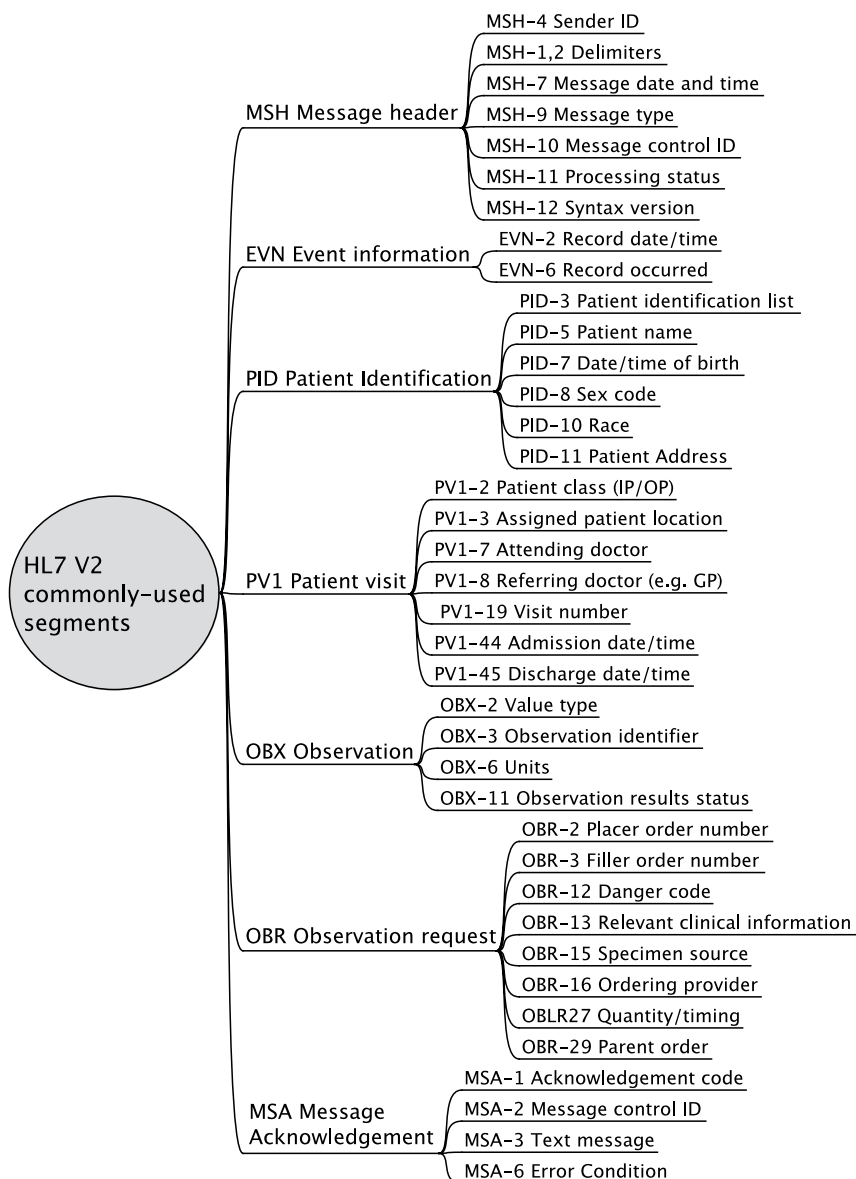 HL7 V2
commonly-used
segments
MSH Message header
MSH-4 Sender ID
MSH-1,2 Delimiters
MSH-7 Message date and time
MSH-9 Message type
MSH-10 Message control ID
MSH-11 Processing status
MSH-12 Syntax version
EVN Event information
EVN-2 Record date/time
EVN-6 Record occurred
PID Patient Identification
PID-3 Patient identification list
PID-5 Patient name
PID-7 Date/time of birth
PID-8 Sex code
PID-10 Race
PID-11 Patient Address
PV1 Patient visit
PV1-2 Patient class (IP/OP)
PV1-3 Assigned patient location
PV1-7 Attending doctor
PV1-8 Referring doctor (e.g. GP)
PV1-19 Visit number
PV1-44 Admission date/time
PV1-45 Discharge date/time
OBX Observation
OBX-2 Value type
OBX-3 Observation identifier
OBX-6 Units
OBX-11 Observation results status
OBR Observation request
OBR-2 Placer order number
OBR-3 Filler order number
OBR-12 Danger code
OBR-13 Relevant clinical information
OBR-15 Specimen source
OBR-16 Ordering provider
OBLR27 Quantity/timing
OBR-29 Parent order
MSA Message
Acknowledgement
MSA-1 Acknowledgement code
MSA-2 Message control ID
MSA-3 Text message
MSA-6 Error Condition